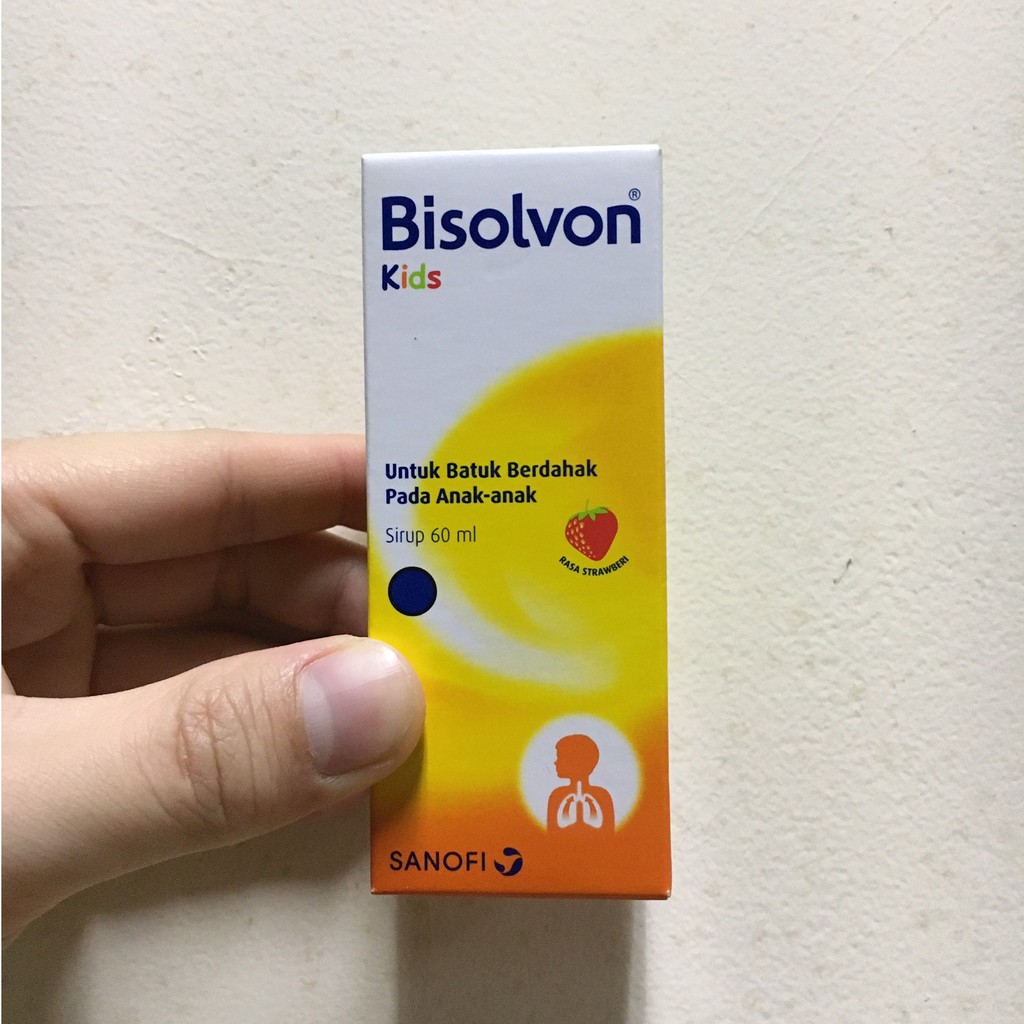 Bisolvon®
Kids
Untuk Batuk Berdahak
Pada Anak-anak
Sirup 60 ml
RASA STRAWBERI
SANOFI